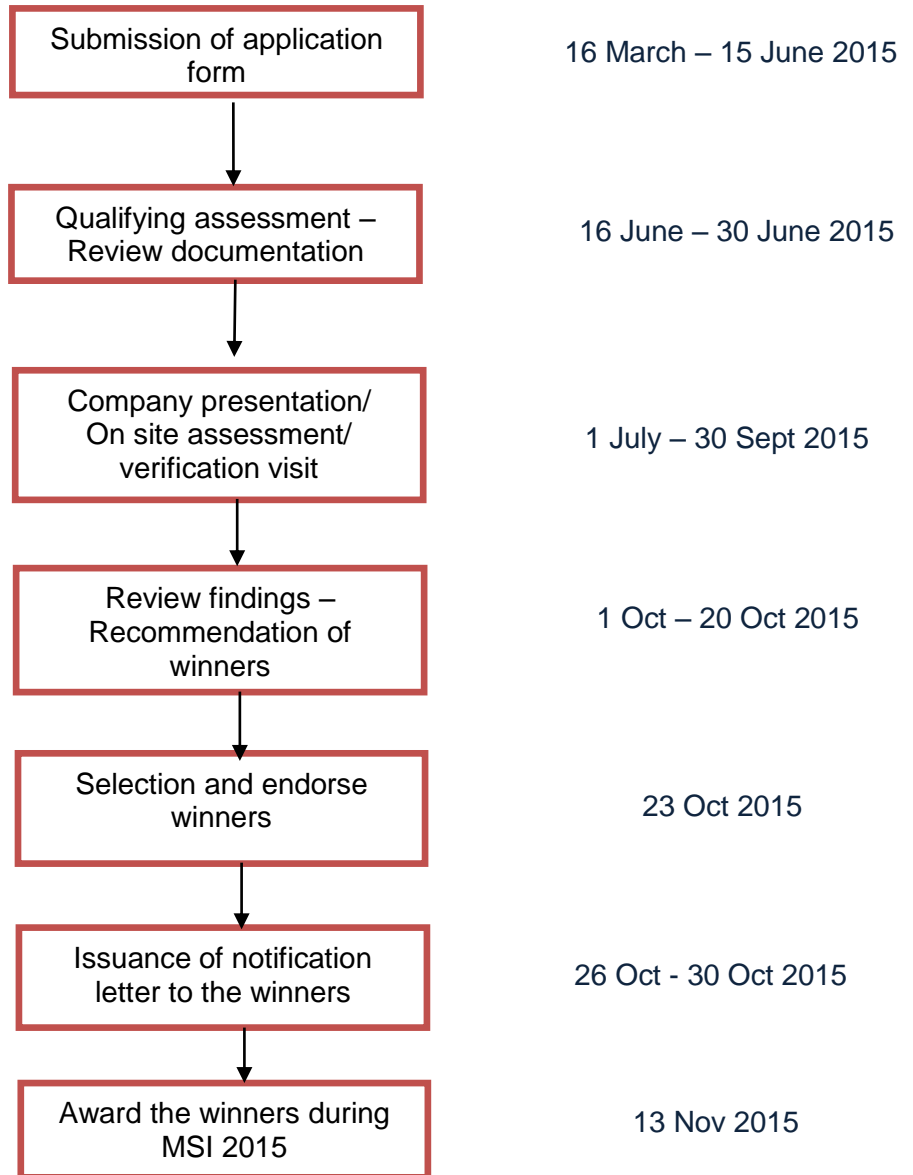 Submission of application
form
16 March – 15 June 2015
Qualifying assessment –
Review documentation
16 June – 30 June 2015
Company presentation/
On site assessment/
verification visit
1 July – 30 Sept 2015
Review findings –
Recommendation of
winners
1 Oct – 20 Oct 2015
Selection and endorse
winners
23 Oct 2015
Issuance of notification
letter to the winners
26 Oct - 30 Oct 2015
Award the winners during
MSI 2015
13 Nov 2015